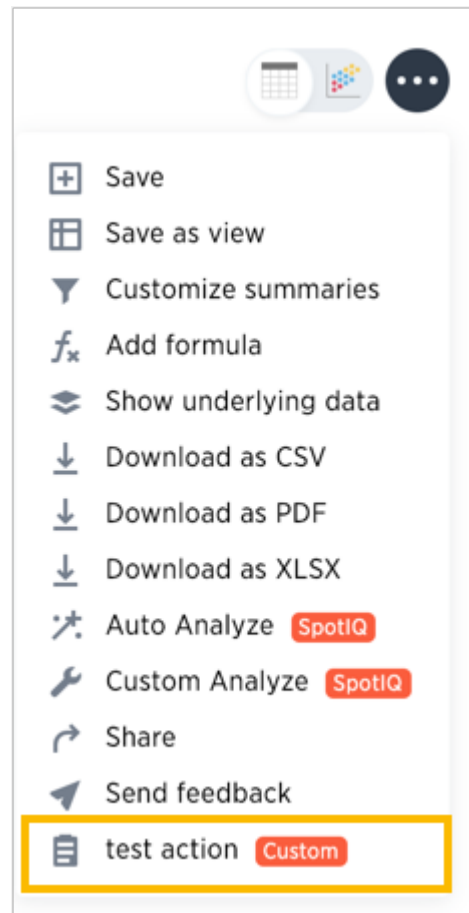 Save
Save as view
Customize summaries
Add formula
Show underlying data
Download as CSV
Download as PDF
Download as XLSX
Auto Analyze SpotIQ
Custom Analyze SpotIQ
Share
Send feedback
test action Custom